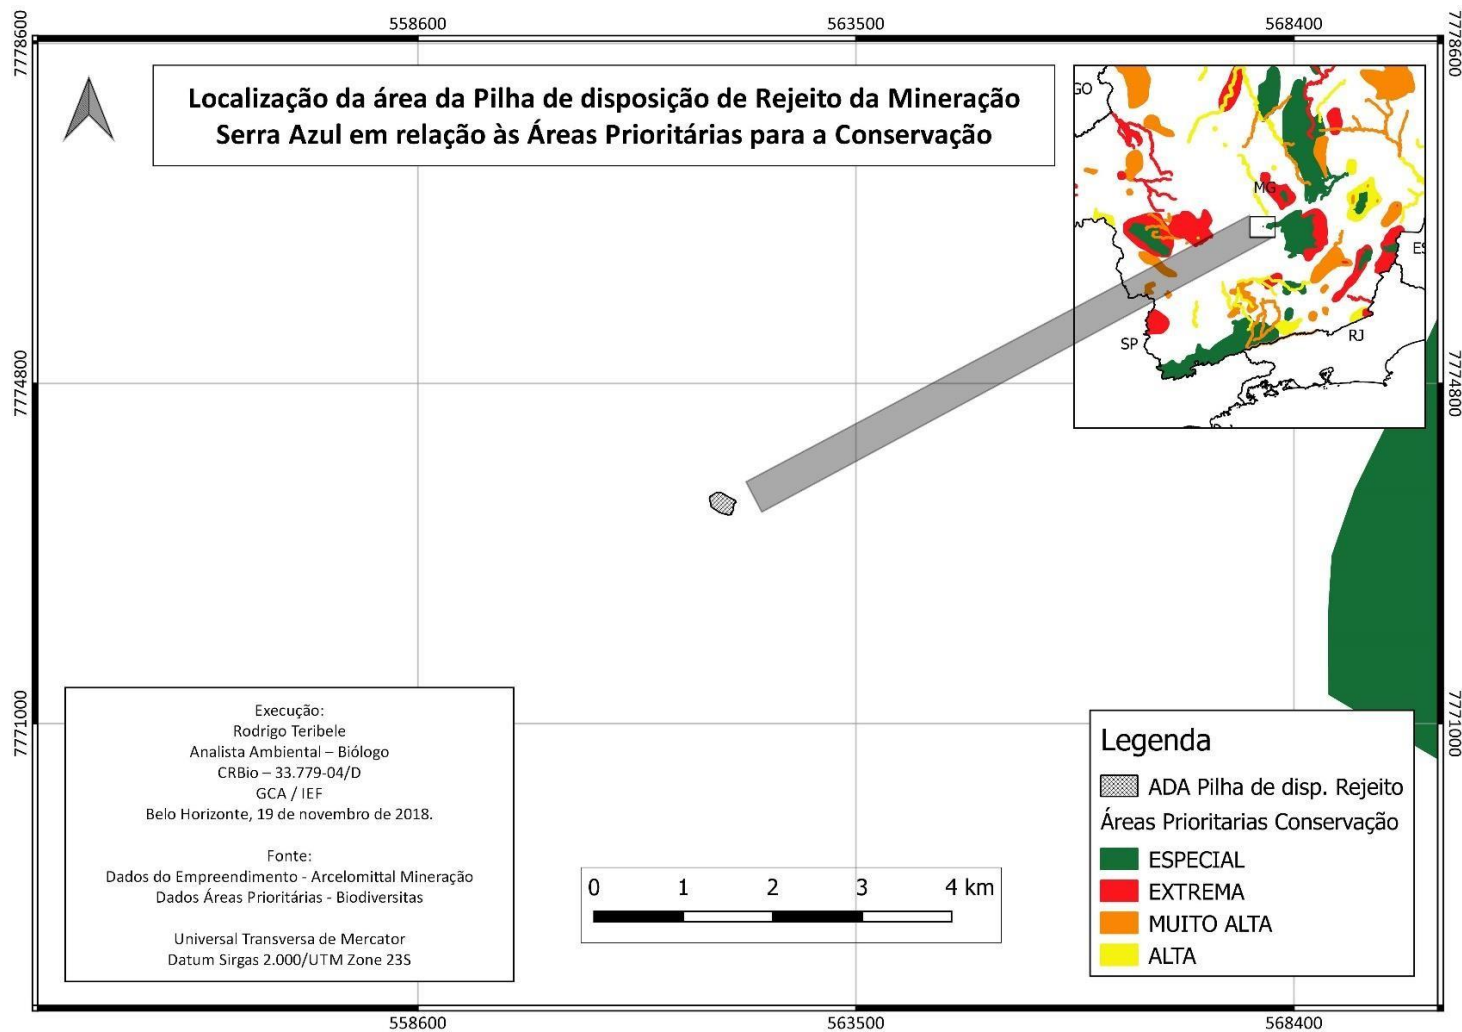 558600
563500
568400
7778600
7778600
Localização da área da Pilha de disposição de Rejeito da Mineração
Serra Azul em relação às Áreas Prioritárias para a Conservação
GO
MG
ES
SP
RJ
7774800
7774800
7771000
7771000
Execução:
Rodrigo Teribele
Analista Ambiental – Biólogo
CRBio – 33.779-04/D
GCA / IEF
Belo Horizonte, 19 de novembro de 2018.
Fonte:
Dados do Empreendimento - Arcelomittal Mineração
Dados Áreas Prioritárias - Biodiversitas
Universal Transversa de Mercator
Datum Sirgas 2.000/UTM Zone 23S
0 1 2 3 4 km
Legenda
ADA Pilha de disp. Rejeito
Áreas Prioritarias Conservação
ESPECIAL
EXTREMA
MUITO ALTA
ALTA
558600
563500
568400